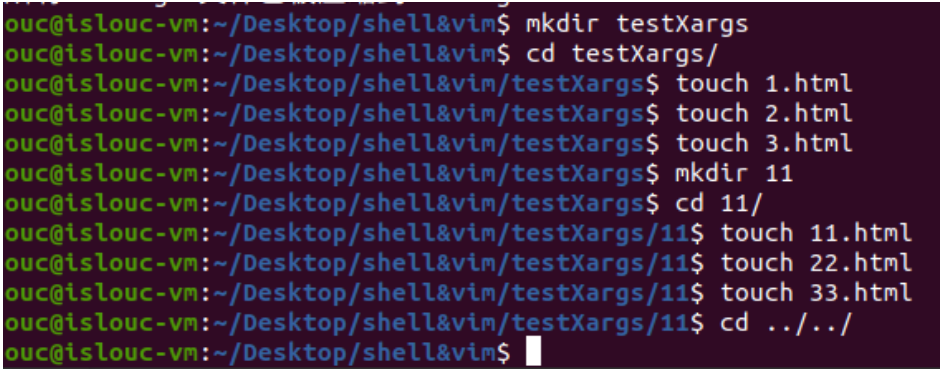 ouc@islouc-vm:~/Desktop/shell&vim$ mkdir testXargs
ouc@islouc-vm:~/Desktop/shell&vim$ cd testXargs/
ouc@islouc-vm:~/Desktop/shell&vim/testXargs$ touch 1.html
ouc@islouc-vm:~/Desktop/shell&vim/testXargs$ touch 2.html
ouc@islouc-vm:~/Desktop/shell&vim/testXargs$ touch 3.html
ouc@islouc-vm:~/Desktop/shell&vim/testXargs$ mkdir 11
ouc@islouc-vm:~/Desktop/shell&vim/testXargs$ cd 11/
ouc@islouc-vm:~/Desktop/shell&vim/testXargs/11$ touch 11.html
ouc@islouc-vm:~/Desktop/shell&vim/testXargs/11$ touch 22.html
ouc@islouc-vm:~/Desktop/shell&vim/testXargs/11$ touch 33.html
ouc@islouc-vm:~/Desktop/shell&vim/testXargs/11$ cd ../../
ouc@islouc-vm:~/Desktop/shell&vim$